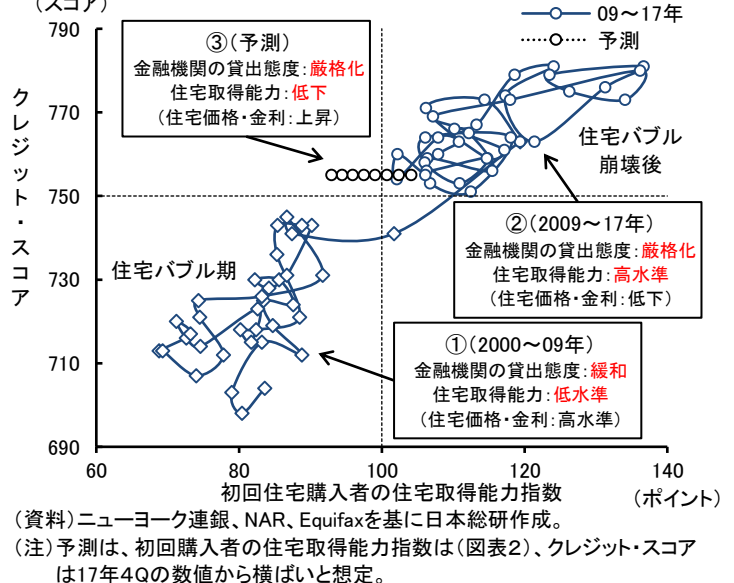 (スコア)
09～17年
予測
790
770
750
730
710
690
クレジット・スコア
③(予測)
金融機関の貸出態度:厳格化
住宅取得能力:低下
(住宅価格・金利:上昇)
住宅バブル
崩壊後
②(2009～17年)
金融機関の貸出態度:厳格化
住宅取得能力:高水準
(住宅価格・金利:低下)
住宅バブル期
①(2000～09年)
金融機関の貸出態度:緩和
住宅取得能力:低水準
(住宅価格・金利:高水準)
60
80
100
120
140
初回住宅購入者の住宅取得能力指数
(ポイント)
(資料)ニューヨーク連銀、NAR、Equifaxを基に日本総研作成。
(注)予測は、初回購入者の住宅取得能力指数は(図表2)、クレジット・スコア
は17年4Qの数値から横ばいと想定。